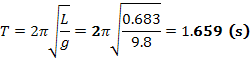 T = 2π√(L/g) = 2π√(0.683/9.8) = 1.659 (s)